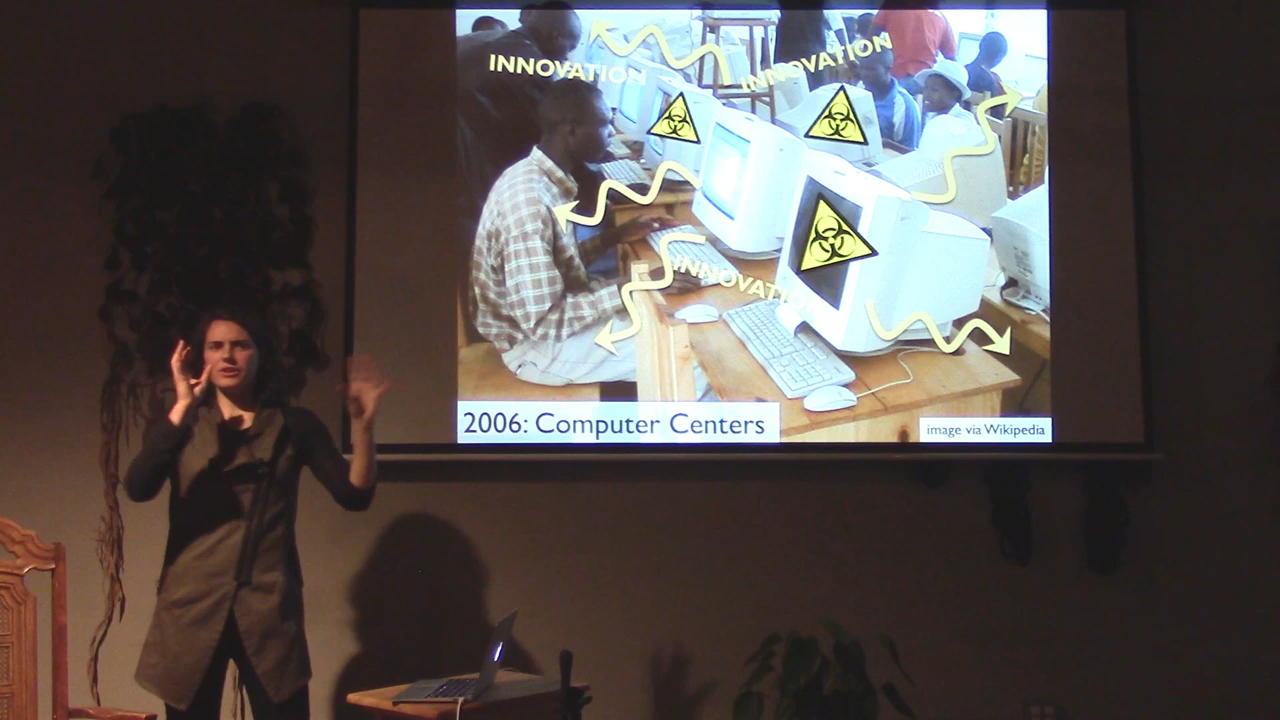 INNOVATION
INNOVATION
INNOVATION
2006: Computer Centers
image via Wikipedia